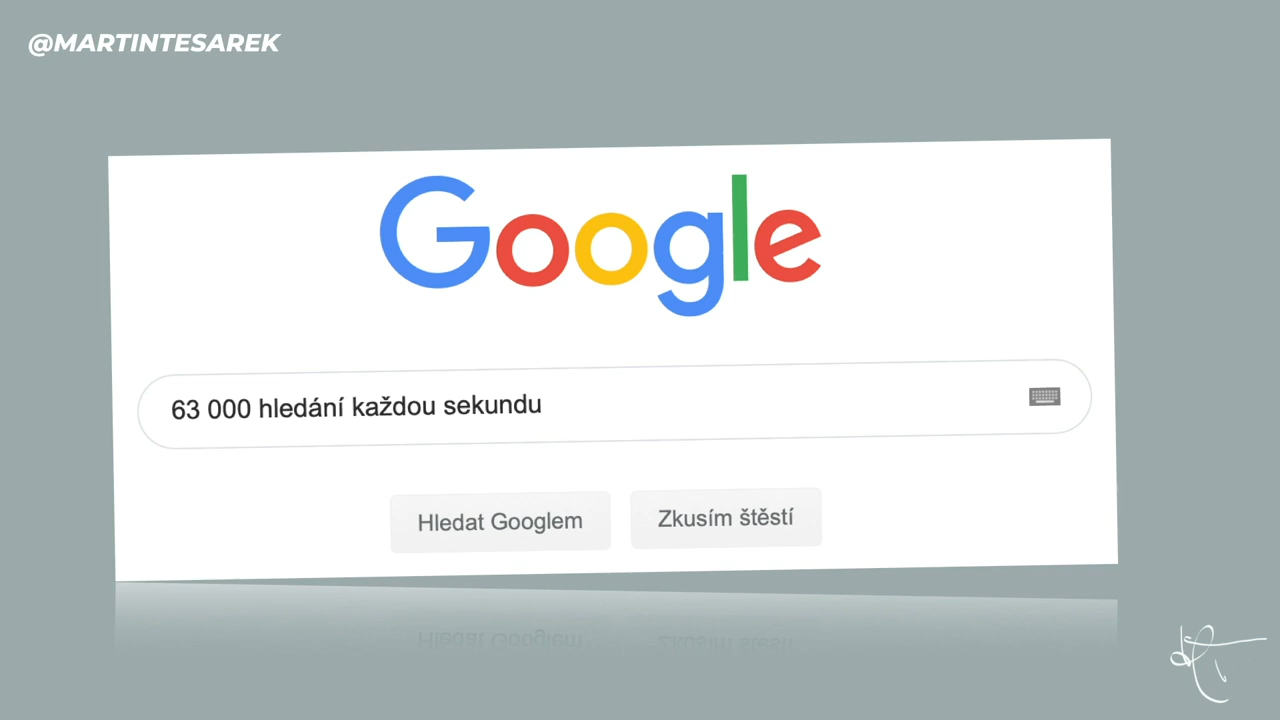 @MARTINTESAREK
Google
63 000 hledání každou sekundu
Hledat Googlem
Zkusím štěstí